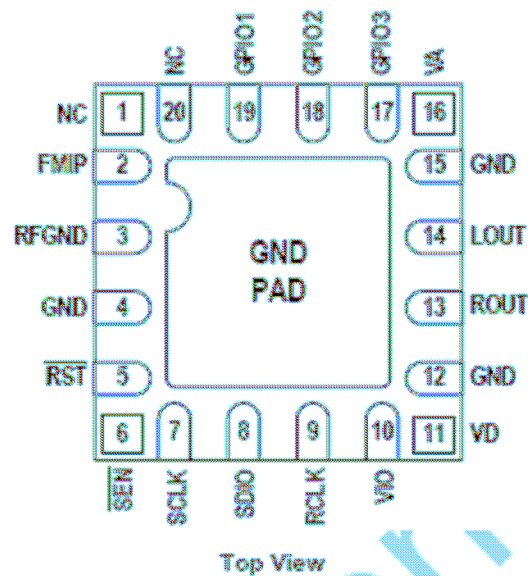 NC GPIO1 GPIO2 GPIO3 VA
NC 1 20 19 18 17 16
FMIP 2 15 GND
RFGND 3 14 LOUT
GND PAD
GND 4 13 ROUT
RST 5 12 GND
6 7 8 9 10 11 VD
SEN SCLK SDIO RCLK VIO
Top View